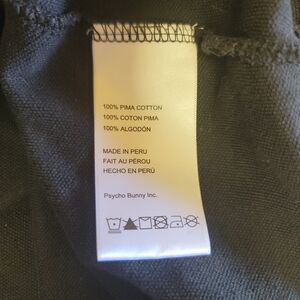 100% PIMA COTTON
100% COTON PIMA
100% ALGODÓN
MADE IN PERU
FAIT AU PÉROU
HECHO EN PERÚ
Psycho Bunny Inc.